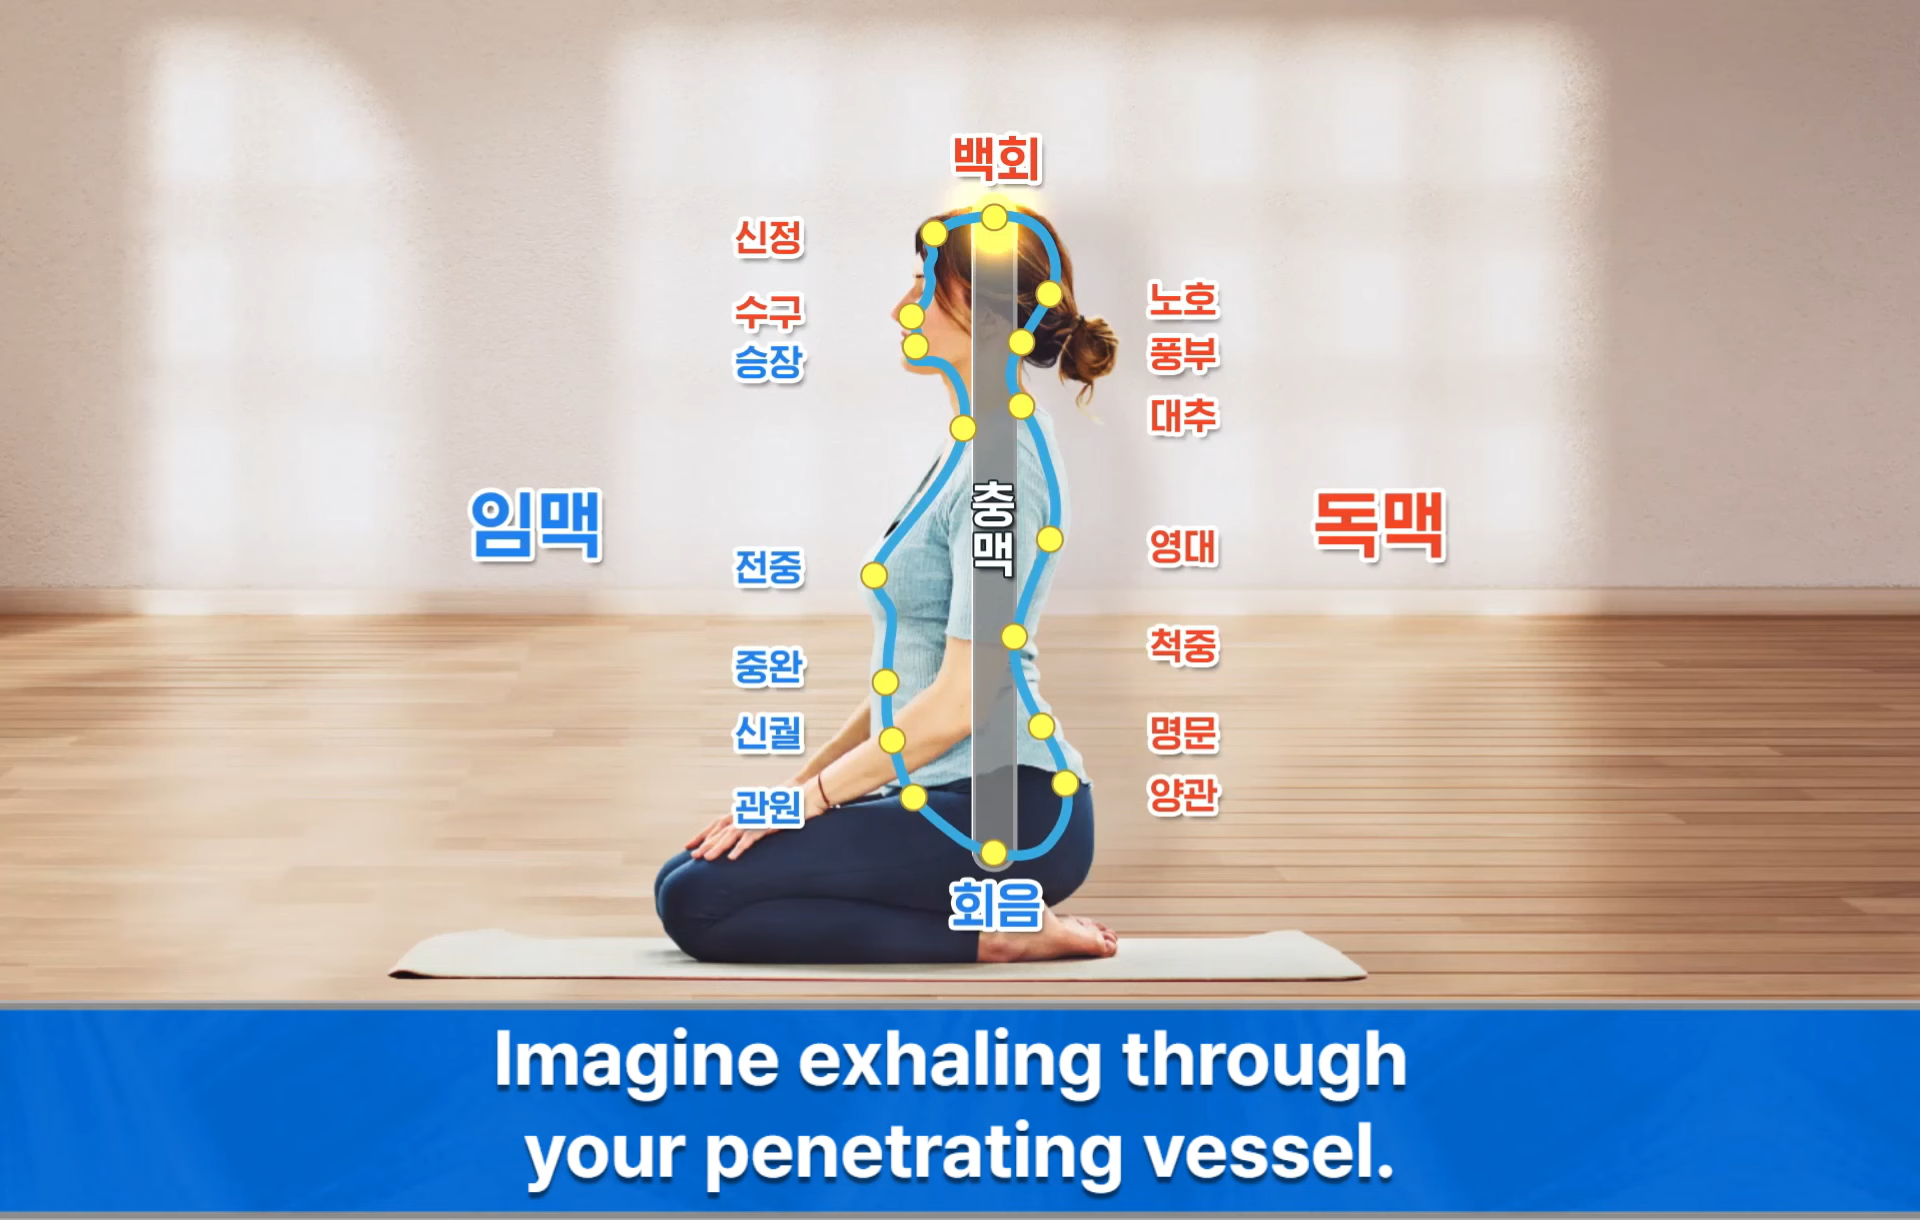 백회
신정
수구
승장
노호
풍부
대추
임맥
충맥
독맥
전중
영대
중완
척중
신궐
명문
관원
양관
회음
Imagine exhaling through
your penetrating vessel.